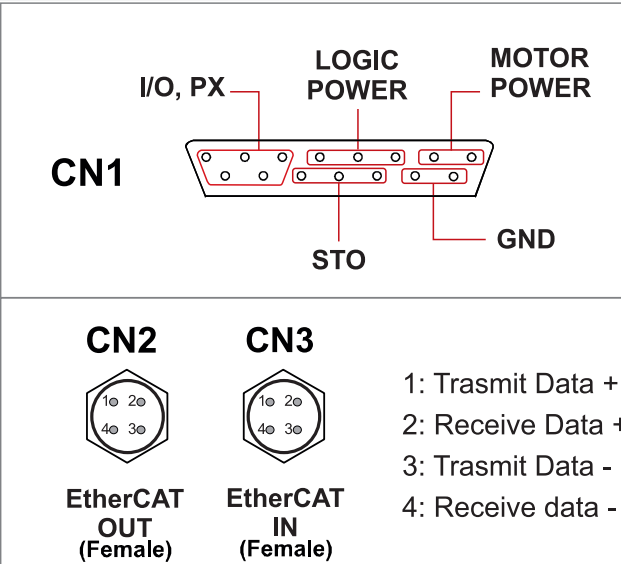 LOGIC
POWER
MOTOR
POWER
I/O, PX
CN1
STO
GND
CN2
CN3
1 2
4 3
1 2
4 3
EtherCAT
OUT
(Female)
EtherCAT
IN
(Female)
1: Trasmit Data +
2: Receive Data +
3: Trasmit Data -
4: Receive data -